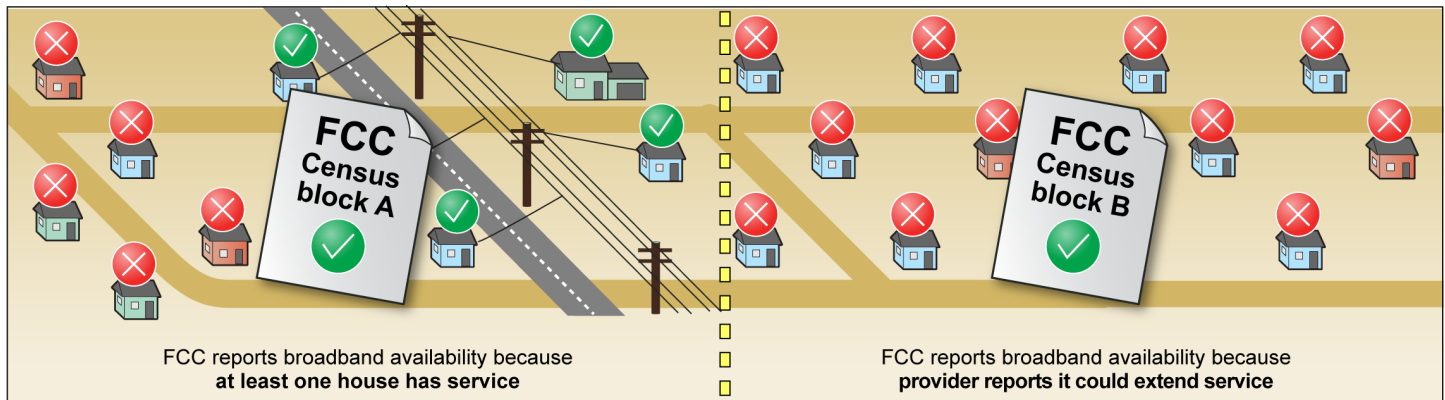 FCC
Census
block A
FCC
Census
block B
FCC reports broadband availability because
at least one house has service
FCC reports broadband availability because
provider reports it could extend service